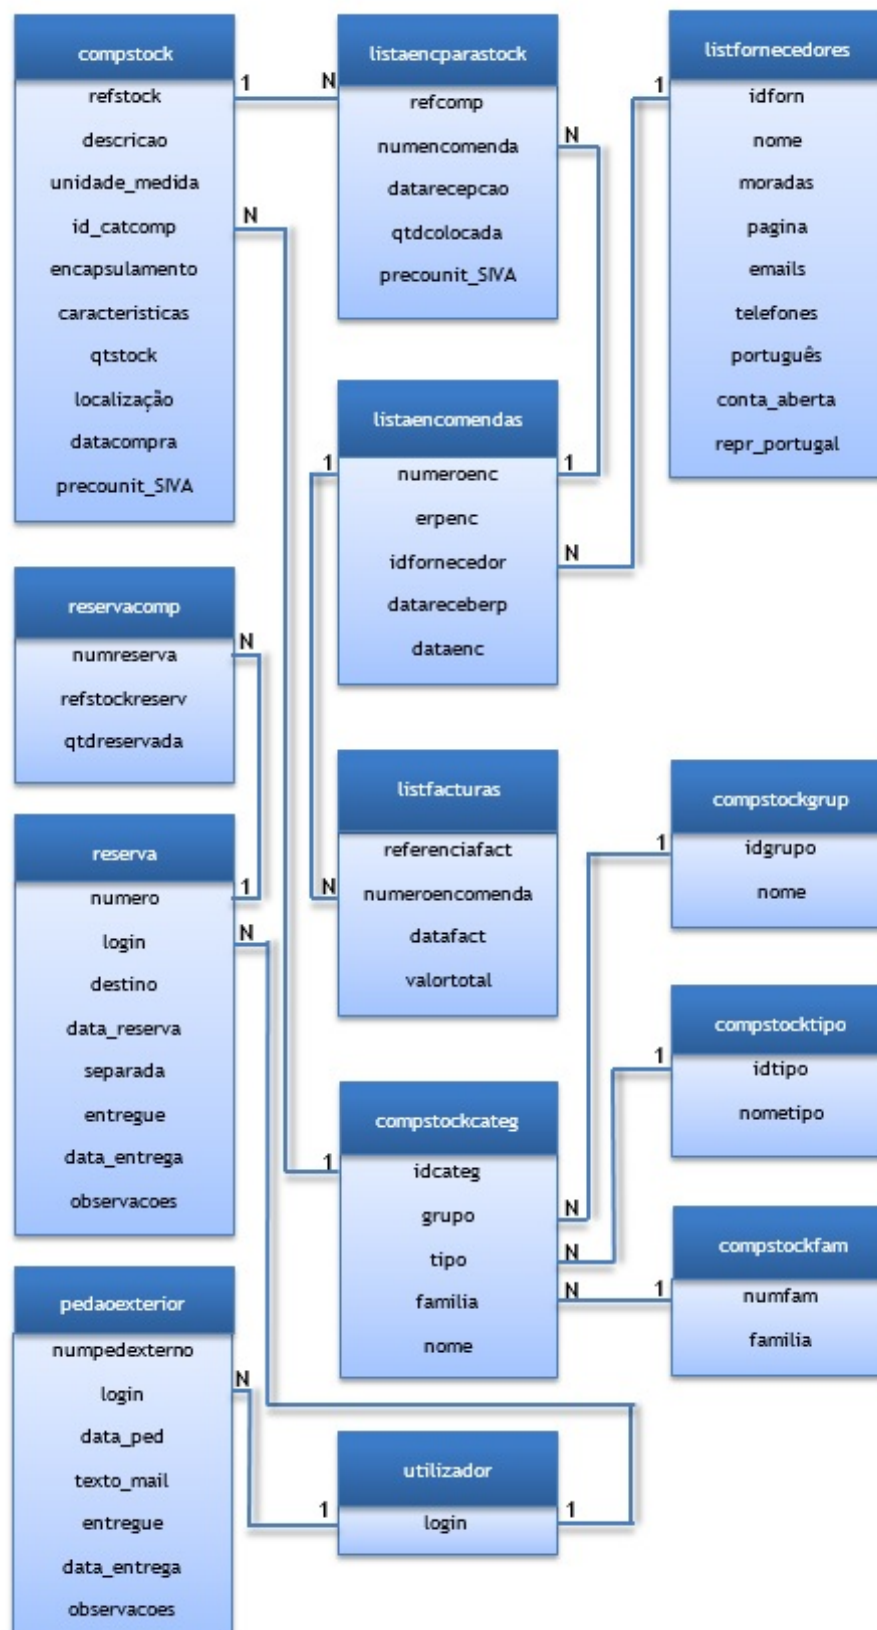 compstock
refstock
descricao
unidade_medida
id_catcomp
encapsulamento
caracteristicas
qtstock
localização
datacompra
precounit_SIVA
1
N
N
listaencparastock
refcomp
numencomenda
datarecepcao
qtdcolocada
precounit_SIVA
N
listfornecedores
idforn
nome
moradas
pagina
emails
telefones
português
conta_aberta
repr_portugal
1
listaencomendas
numeroenc
erpenc
idfornecedor
datareceberp
dataenc
1
1
N
reservacomp
numreserva
refstockreserv
qtdreservada
N
listfacturas
referenciafact
numeroencomenda
datafact
valortotal
N
compstockgrup
idgrupo
nome
1
reserva
numero
login
destino
data_reserva
separada
entregue
data_entrega
observacoes
1
N
compstocktipo
idtipo
nometipo
1
compstockcateg
idcateg
grupo
tipo
familia
nome
1
N
N
N
compstockfam
numfam
familia
1
pedaoexterior
numpedexterno
login
data_ped
texto_mail
entregue
data_entrega
observacoes
N
utilizador
login
1
1